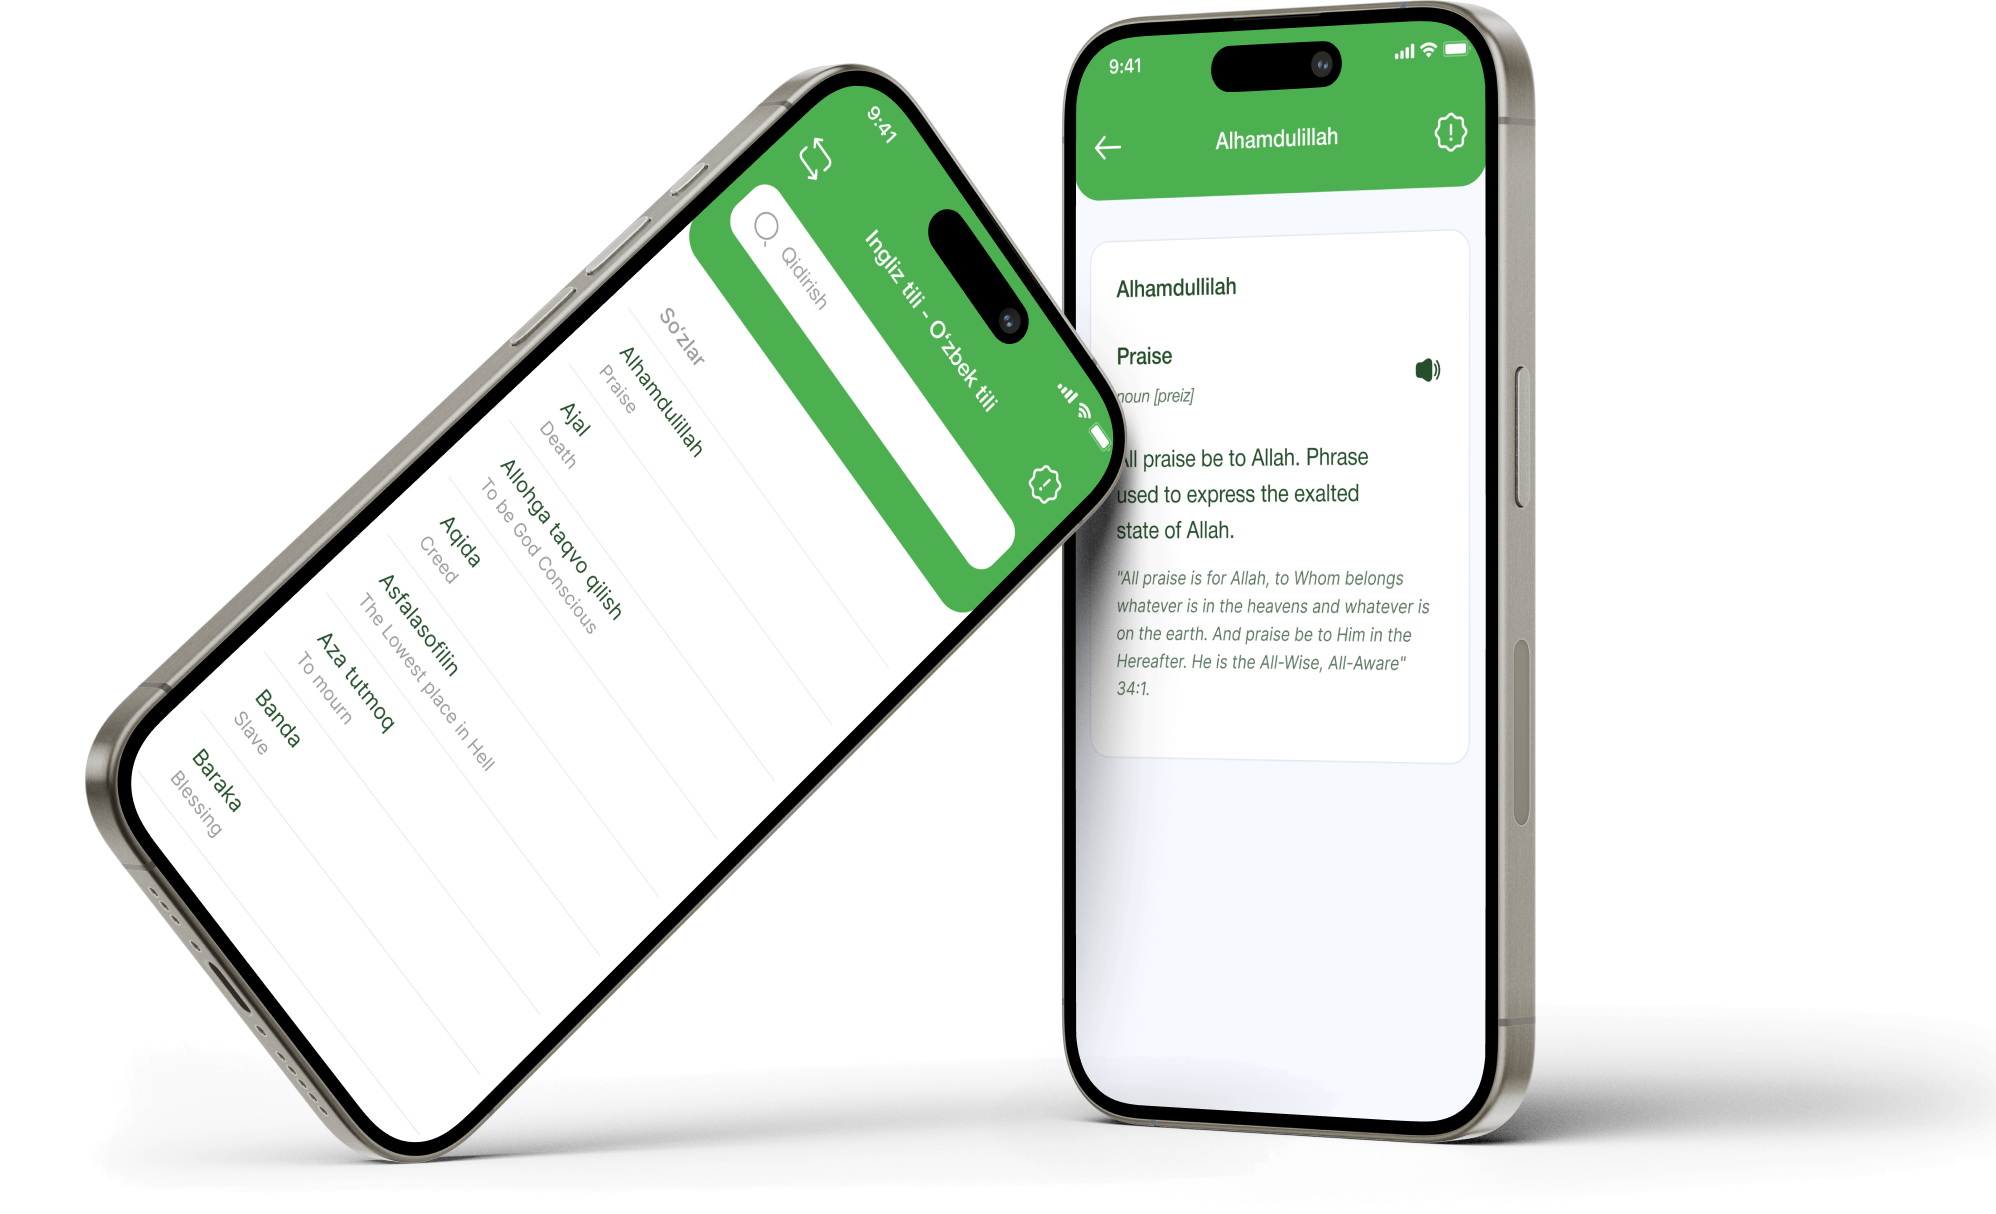 9:41
Ingliz tili - O‘zbek tili
Qidirish
So‘zlar
Alhamdulillah
Praise
Ajal
Death
Allohga taqvo qilish
To be God Conscious
Aqida
Creed
Asfalasofilin
The Lowest place in Hell
Aza tutmoq
To mourn
Banda
Slave
Baraka
Blessing
9:41
Alhamdulillah
Alhamdullilah
Praise
noun [preiz]
All praise be to Allah. Phrase
used to express the exalted
state of Allah.
"All praise is for Allah, to Whom belongs
whatever is in the heavens and whatever is
on the earth. And praise be to Him in the
Hereafter. He is the All-Wise, All-Aware"
34:1.